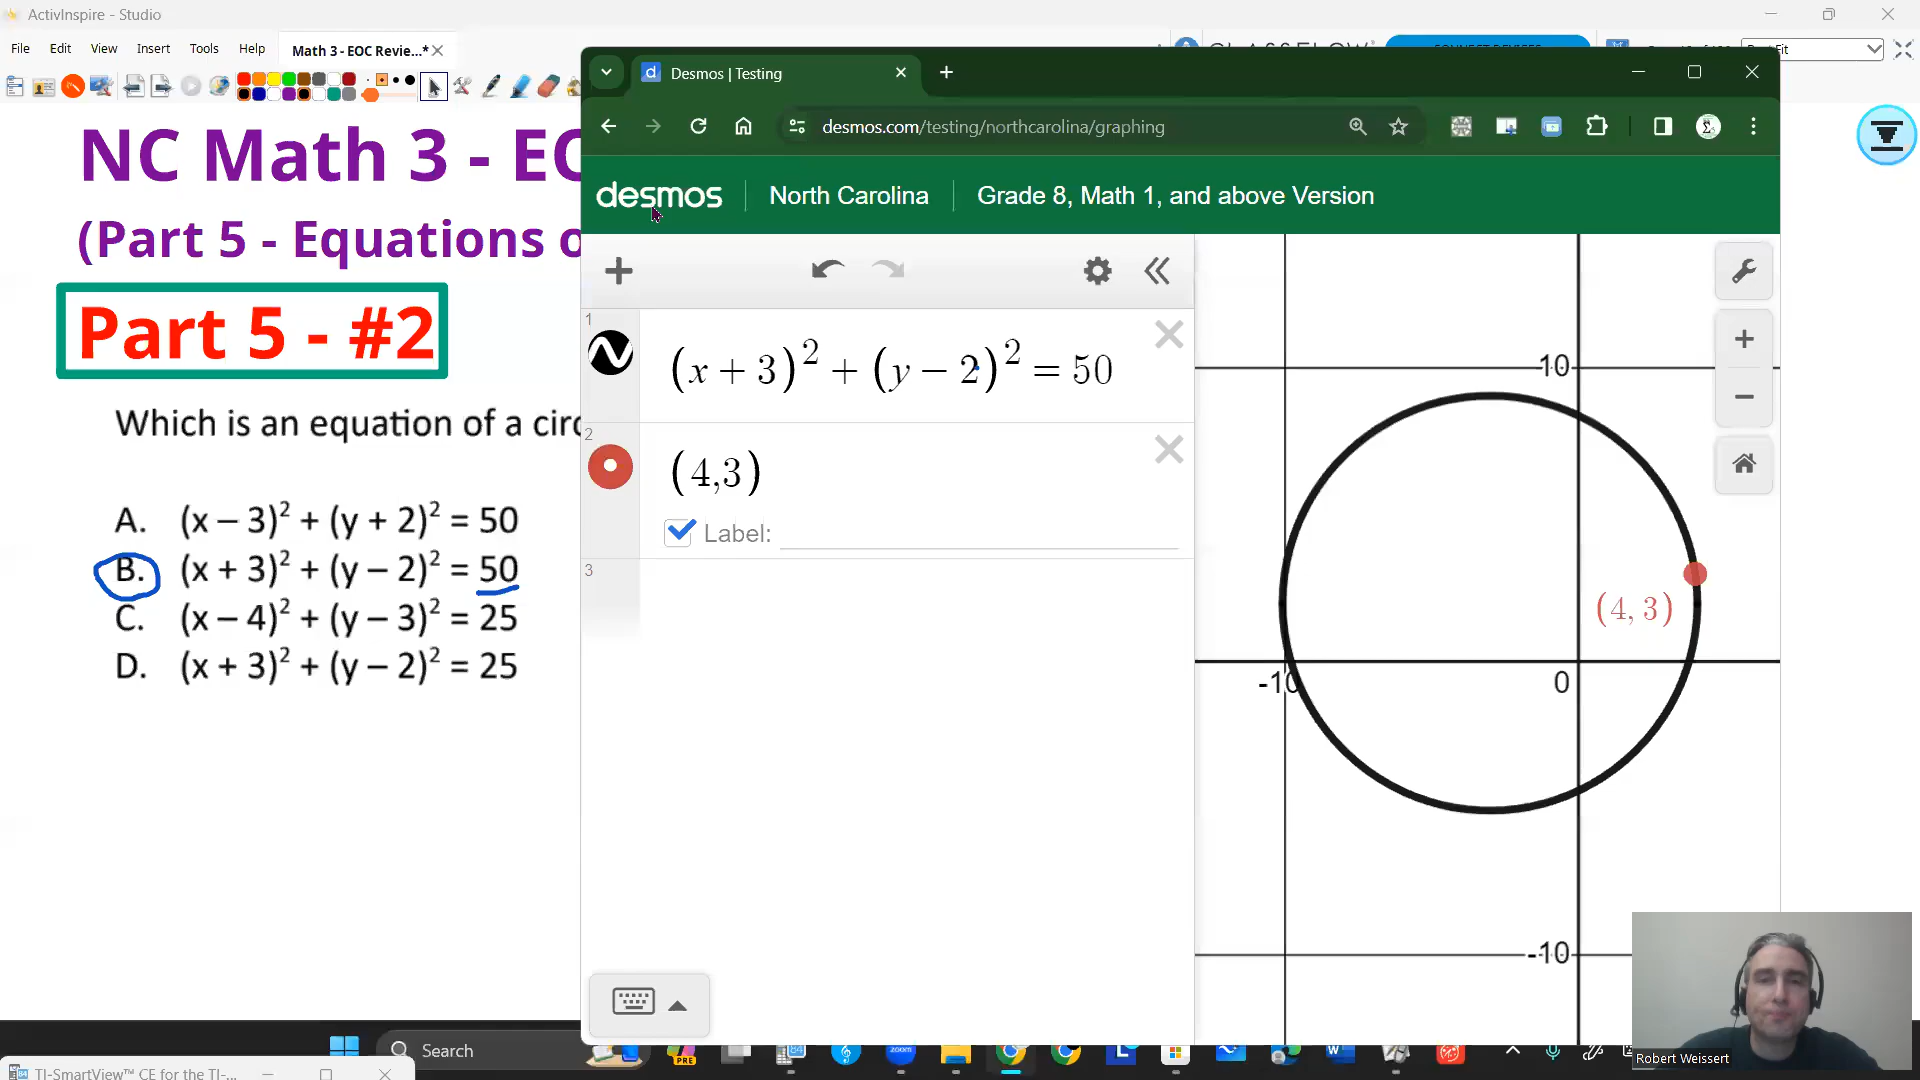 ActivInspire - Studio
File Edit View Insert Tools Help Math 3 - EOC Revie...*
Desmos | Testing
desmos.com/testing/northcarolina/graphing
desmos North Carolina Grade 8, Math 1, and above Version
NC Math 3 - EO
(Part 5 - Equations o
Part 5 - #2
Which is an equation of a circ
A. (x – 3)² + (y + 2)² = 50
B. (x + 3)² + (y – 2)² = 50
C. (x – 4)² + (y – 3)² = 25
D. (x + 3)² + (y – 2)² = 25
1
(x + 3)² + (y − 2)² = 50
2
(4,3)
Label:
3
10
-10
0
(4, 3)
-10
Robert Weissert
Search
PRE
zoom
TI-SmartView™ CE for the TI-...